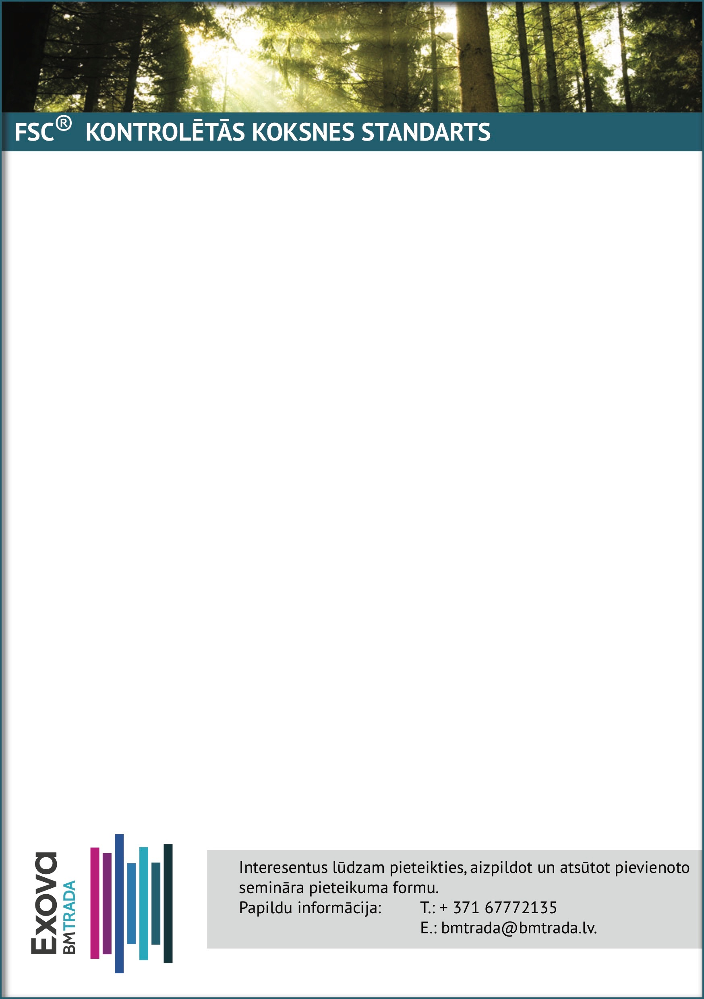 FSC® KONTROLĒTĀS KOKSNES STANDARTS
Exova
BMTRADA
Interesentus lūdzam pieteikties, aizpildot un atsūtot pievienoto
semināra pieteikuma formu.
Papildu informācija: T.: + 371 67772135
E.: bmtrada@bmtrada.lv.